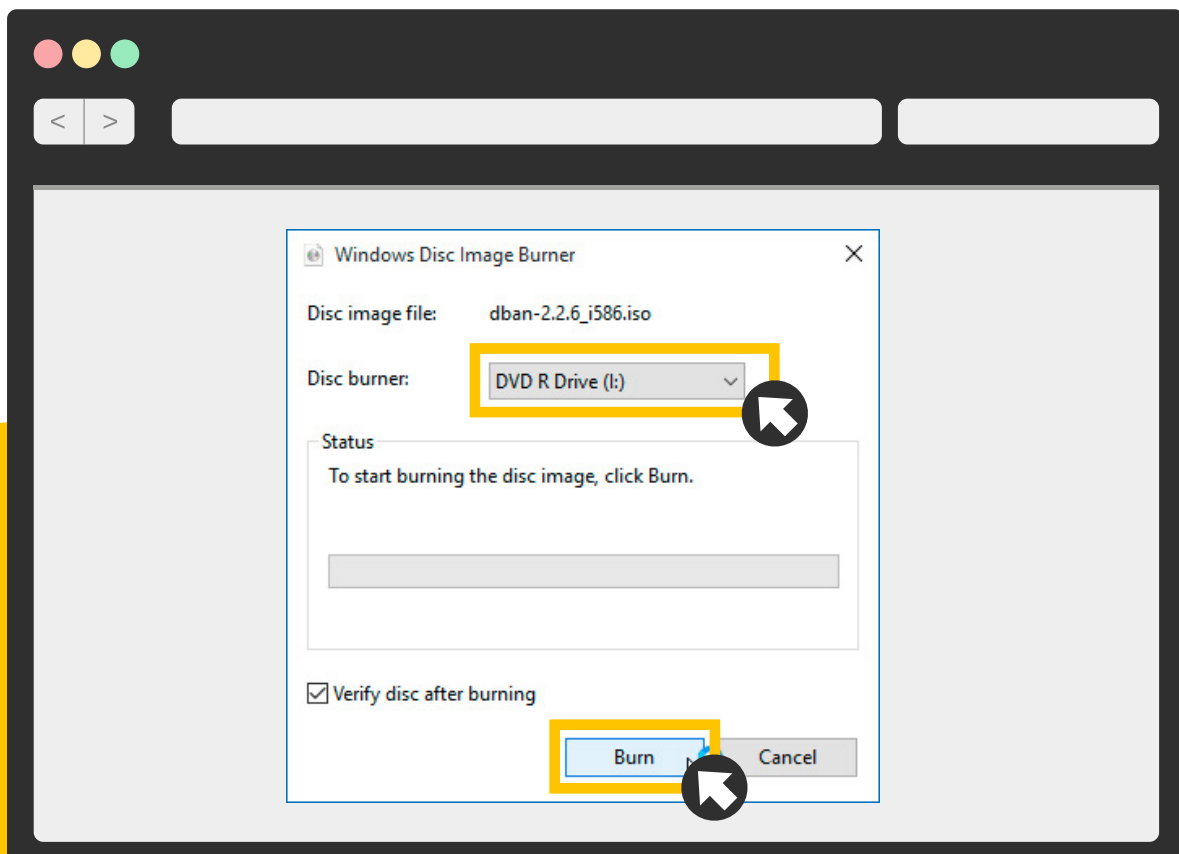 < >
Windows Disc Image Burner
Disc image file: dban-2.2.6_i586.iso
Disc burner: DVD R Drive (I:)
Status
To start burning the disc image, click Burn.
Verify disc after burning
Burn Cancel